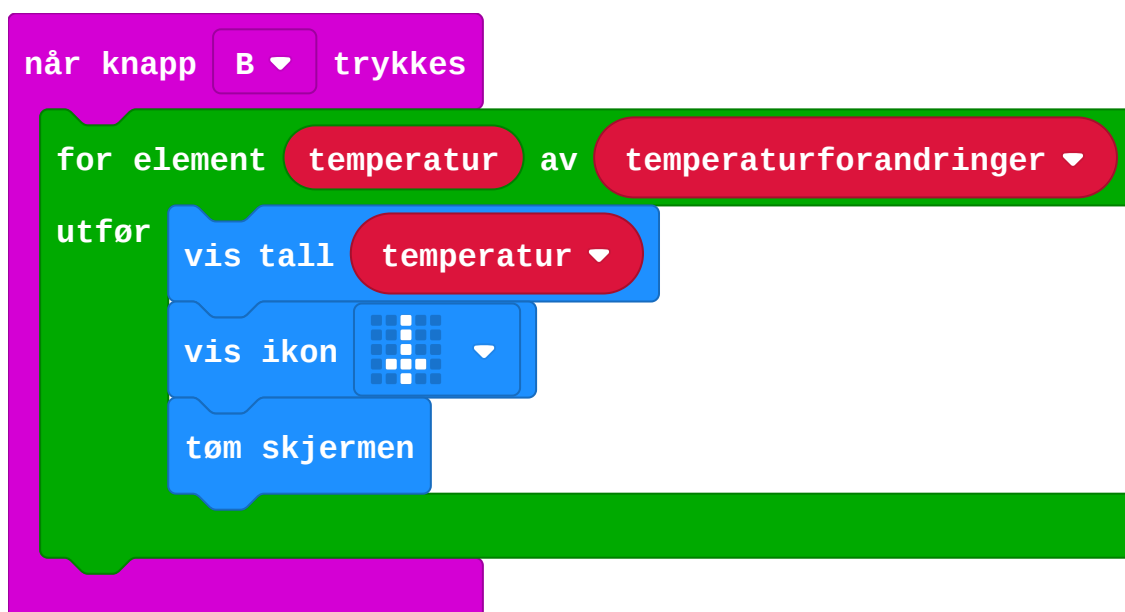 når knapp B trykkes
for element temperatur av temperaturforandringer
utfør
vis tall temperatur
vis ikon
tøm skjermen